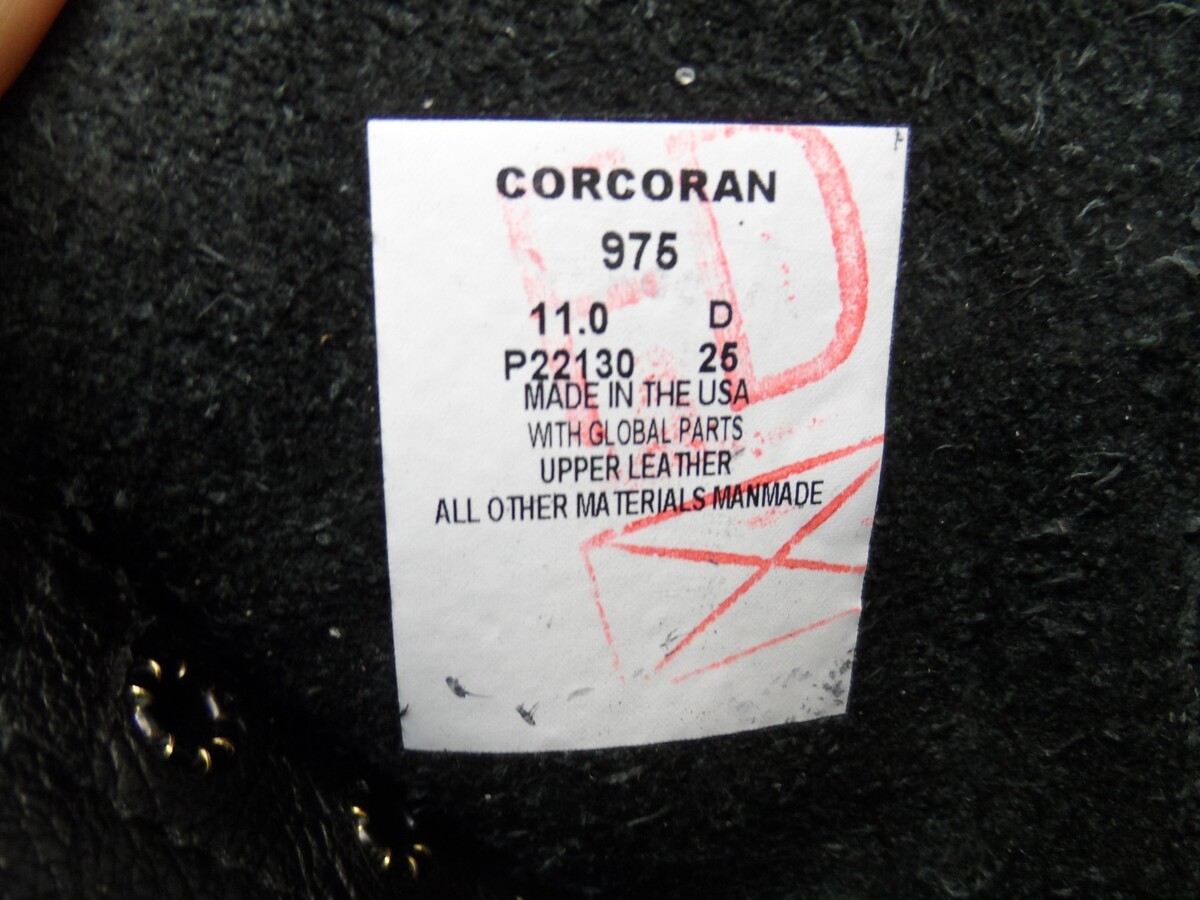 CORCORAN
975
11.0 D
P22130 25
MADE IN THE USA
WITH GLOBAL PARTS
UPPER LEATHER
ALL OTHER MATERIALS MANMADE